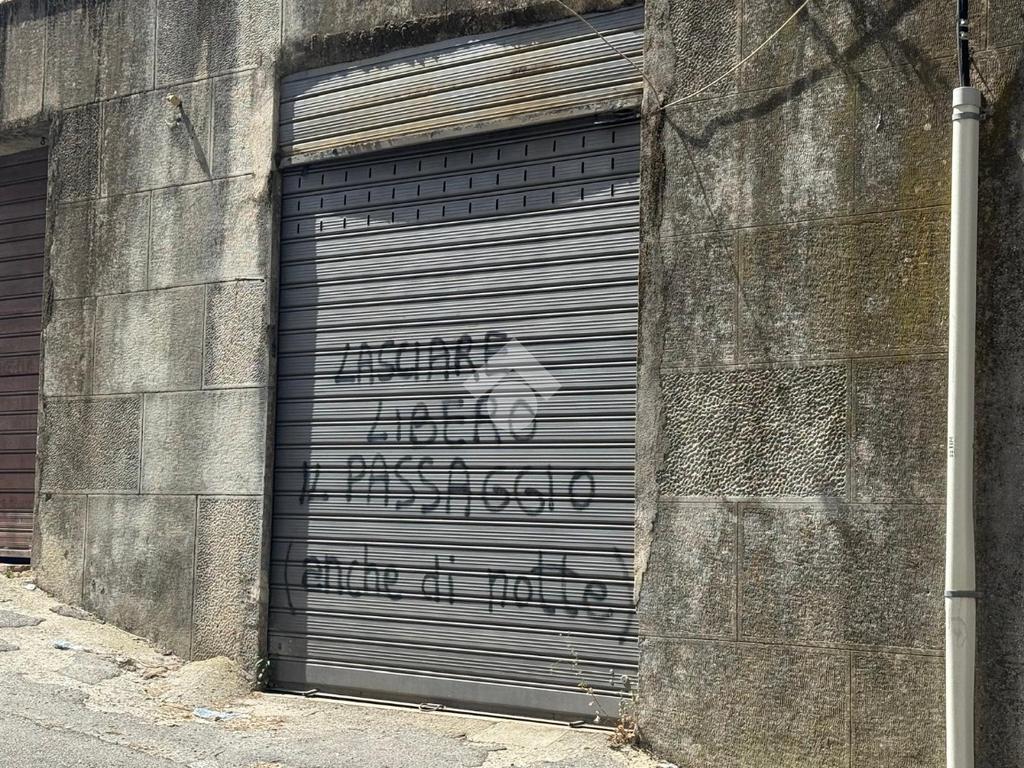 LASCIARE
LIBERO
IL PASSAGGIO
(anche di notte)